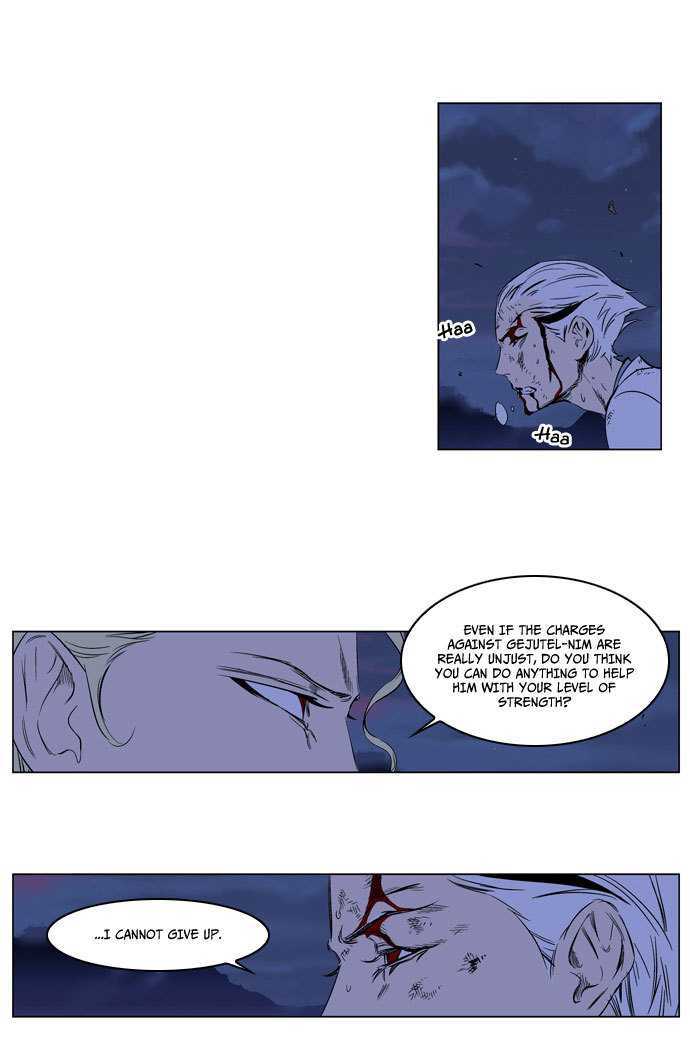 Haa
Haa
EVEN IF THE CHARGES
AGAINST GEJUTEL-NIM ARE
REALLY UNJUST, DO YOU THINK
YOU CAN DO ANYTHING TO HELP
HIM WITH YOUR LEVEL OF
STRENGTH?
...I CANNOT GIVE UP.